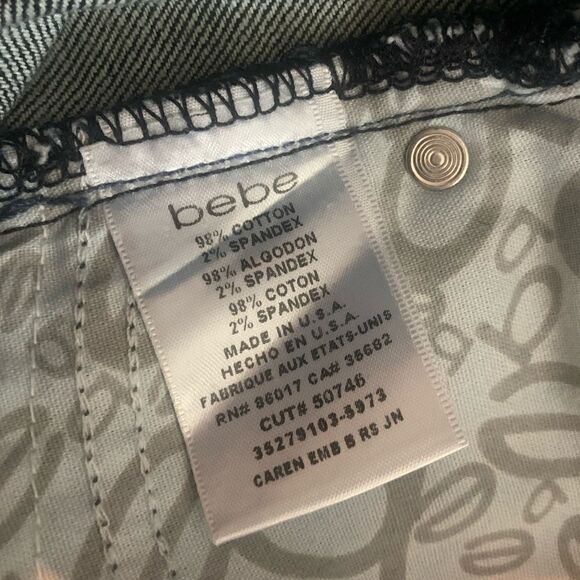 bebe
98% COTTON
2% SPANDEX
98% ALGODON
2% SPANDEX
98% COTON
2% SPANDEX
MADE IN U.S.A.
HECHO EN U.S.A.
FABRIQUE AUX ETATS-UNIS
RN# 86017 CA# 36662
CUT# 50746
35279103-5973
CAREN EMB B RS JN